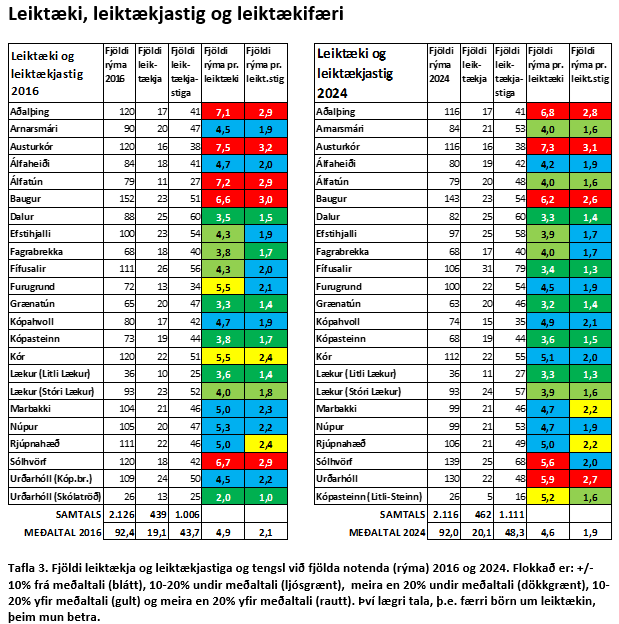 Leiktæki, leiktækjastig og leiktækifæri
Leiktæki og leiktækjastig 2016 | Fjöldi rýma 2016 | Fjöldi leik-tækja | Fjöldi leik-tækja-stiga | Fjöldi rýma pr. leiktæki | Fjöldi rýma pr. leikt.stig
Aðalþing 120 17 41 7,1 2,9
Arnarsmári 90 20 47 4,5 1,9
Austurkór 120 16 38 7,5 3,2
Álfaheiði 84 18 41 4,7 2,0
Álfatún 79 11 27 7,2 2,9
Baugur 152 23 51 6,6 3,0
Dalur 88 25 60 3,5 1,5
Efstihjalli 100 23 54 4,3 1,9
Fagrabrekka 68 18 40 3,8 1,7
Fífusalir 111 26 56 4,3 2,0
Furugrund 72 13 34 5,5 2,1
Grænatún 65 20 47 3,3 1,4
Kópahvoll 80 17 42 4,7 1,9
Kópasteinn 73 19 44 3,8 1,7
Kór 120 22 51 5,5 2,4
Lækur (Litli Lækur) 36 10 25 3,6 1,4
Lækur (Stóri Lækur) 93 23 52 4,0 1,8
Marbakki 104 21 46 5,0 2,3
Núpur 105 20 47 5,3 2,2
Rjúpnahæð 111 22 46 5,0 2,4
Sólhvörf 120 18 42 6,7 2,9
Urðarhóll (Kóp.br.) 109 24 50 4,5 2,2
Urðarhóll (Skólatröð) 26 13 25 2,0 1,0
SAMTALS 2.126 439 1.006
MEÐALTAL 2016 92,4 19,1 43,7 4,9 2,1
Leiktæki og leiktækjastig 2024 | Fjöldi rýma 2024 | Fjöldi leik-tækja | Fjöldi leik-tækja-stiga | Fjöldi rýma pr. leiktæki | Fjöldi rýma pr. leikt.stig
Aðalþing 116 17 41 6,8 2,8
Arnarsmári 84 21 53 4,0 1,6
Austurkór 116 16 38 7,3 3,1
Álfaheiði 80 19 42 4,2 1,9
Álfatún 79 20 48 4,0 1,6
Baugur 143 23 54 6,2 2,6
Dalur 82 25 60 3,3 1,4
Efstihjalli 97 25 58 3,9 1,7
Fagrabrekka 68 17 40 4,0 1,7
Fífusalir 106 31 79 3,4 1,3
Furugrund 100 22 54 4,5 1,9
Grænatún 63 20 46 3,2 1,4
Kópahvoll 74 15 35 4,9 2,1
Kópasteinn 68 19 44 3,6 1,5
Kór 112 22 55 5,1 2,0
Lækur (Litli Lækur) 36 11 27 3,3 1,3
Lækur (Stóri Lækur) 93 24 57 3,9 1,6
Marbakki 99 21 46 4,7 2,2
Núpur 99 21 53 4,7 1,9
Rjúpnahæð 106 21 49 5,0 2,2
Sólhvörf 139 25 68 5,6 2,0
Urðarhóll 130 22 48 5,9 2,7
Kópasteinn (Litli-Steinn) 26 5 16 5,2 1,6
SAMTALS 2.116 462 1.111
MEÐALTAL 2024 92,0 20,1 48,3 4,6 1,9
Tafla 3. Fjöldi leiktækja og leiktækjastiga og tengsl við fjölda notenda (rýma) 2016 og 2024. Flokkað er: +/-
10% frá meðaltali (blátt), 10-20% undir meðaltali (ljósgrænt), meira en 20% undir meðaltali (dökkgrænt), 10-
20% yfir meðaltali (gult) og meira en 20% yfir meðaltali (rautt). Því lægri tala, þ.e. færri börn um leiktækin,
þeim mun betra.